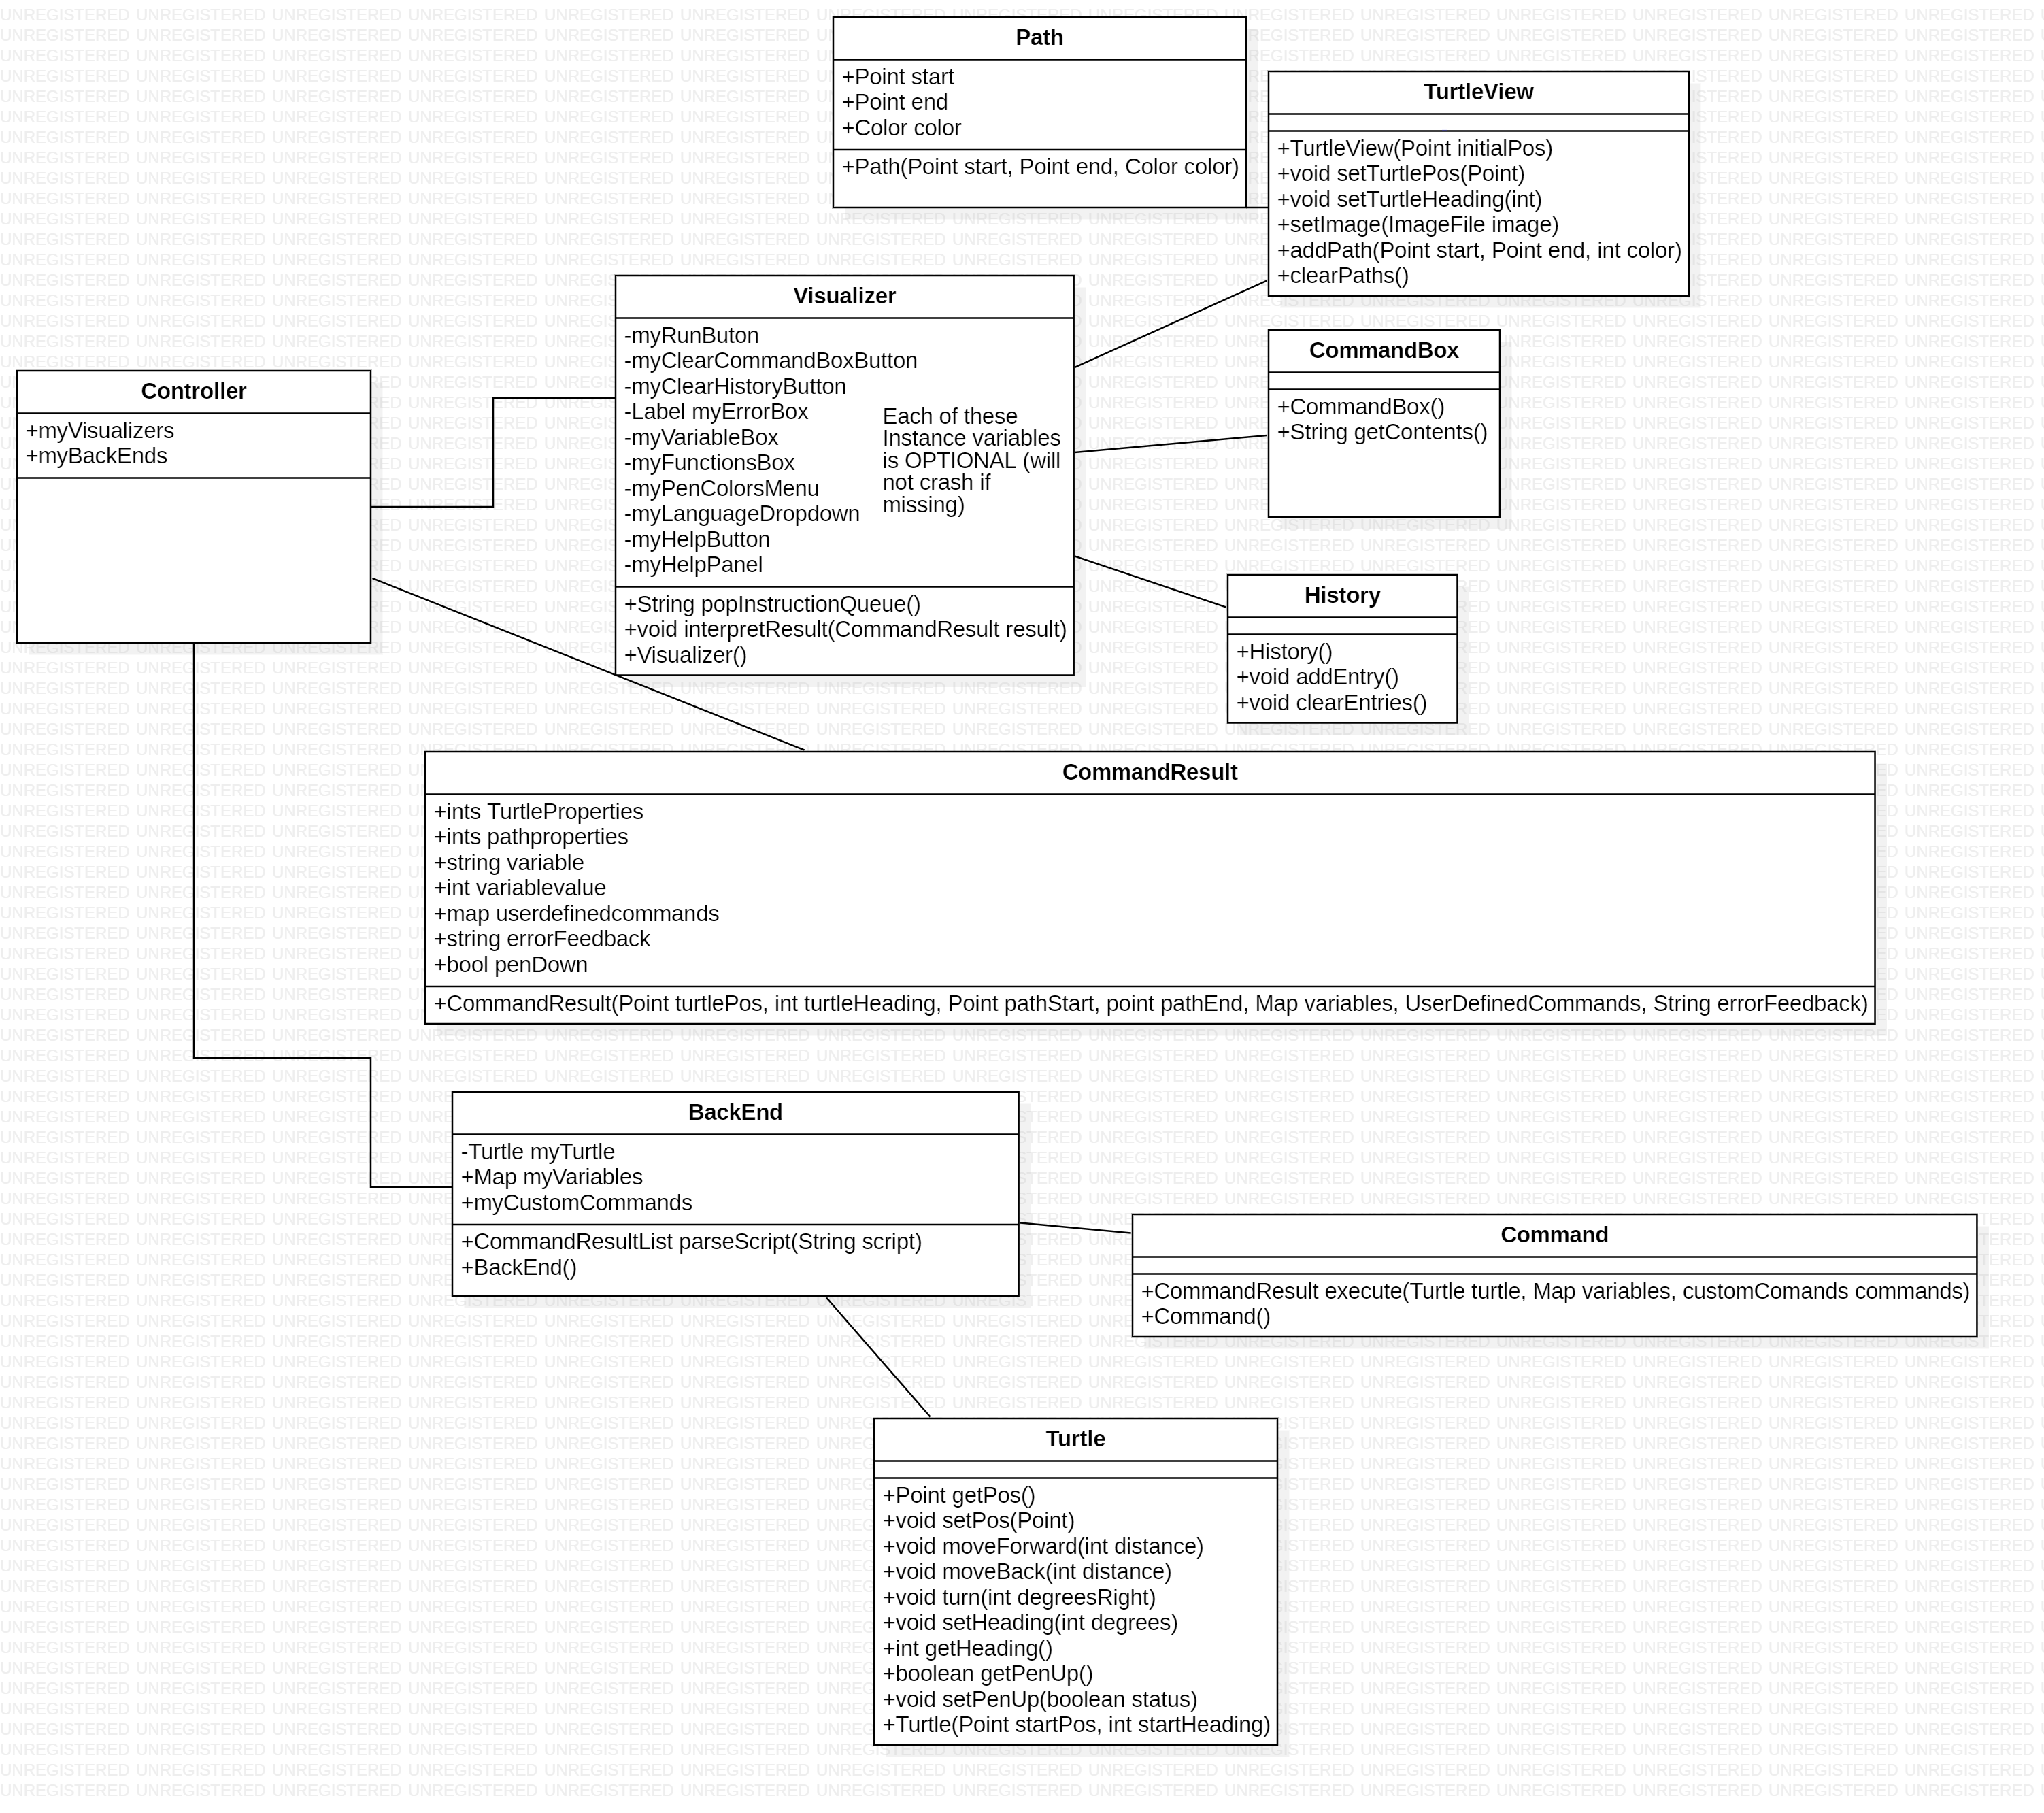 Path
+Point start
+Point end
+Color color
+Path(Point start, Point end, Color color)
TurtleView
+TurtleView(Point initialPos)
+void setTurtlePos(Point)
+void setTurtleHeading(int)
+setImage(ImageFile image)
+addPath(Point start, Point end, int color)
+clearPaths()
Visualizer
-myRunButon
-myClearCommandBoxButton
-myClearHistoryButton
-Label myErrorBox
-myVariableBox
-myFunctionsBox
-myPenColorsMenu
-myLanguageDropdown
-myHelpButton
-myHelpPanel
Each of these
Instance variables
is OPTIONAL (will
not crash if
missing)
+String popInstructionQueue()
+void interpretResult(CommandResult result)
+Visualizer()
CommandBox
+CommandBox()
+String getContents()
Controller
+myVisualizers
+myBackEnds
History
+History()
+void addEntry()
+void clearEntries()
CommandResult
+ints TurtleProperties
+ints pathproperties
+string variable
+int variablevalue
+map userdefinedcommands
+string errorFeedback
+bool penDown
+CommandResult(Point turtlePos, int turtleHeading, Point pathStart, point pathEnd, Map variables, UserDefinedCommands, String errorFeedback)
BackEnd
-Turtle myTurtle
+Map myVariables
+myCustomCommands
+CommandResultList parseScript(String script)
+BackEnd()
Command
+CommandResult execute(Turtle turtle, Map variables, customComands commands)
+Command()
Turtle
+Point getPos()
+void setPos(Point)
+void moveForward(int distance)
+void moveBack(int distance)
+void turn(int degreesRight)
+void setHeading(int degrees)
+int getHeading()
+boolean getPenUp()
+void setPenUp(boolean status)
+Turtle(Point startPos, int startHeading)
UNREGISTERED